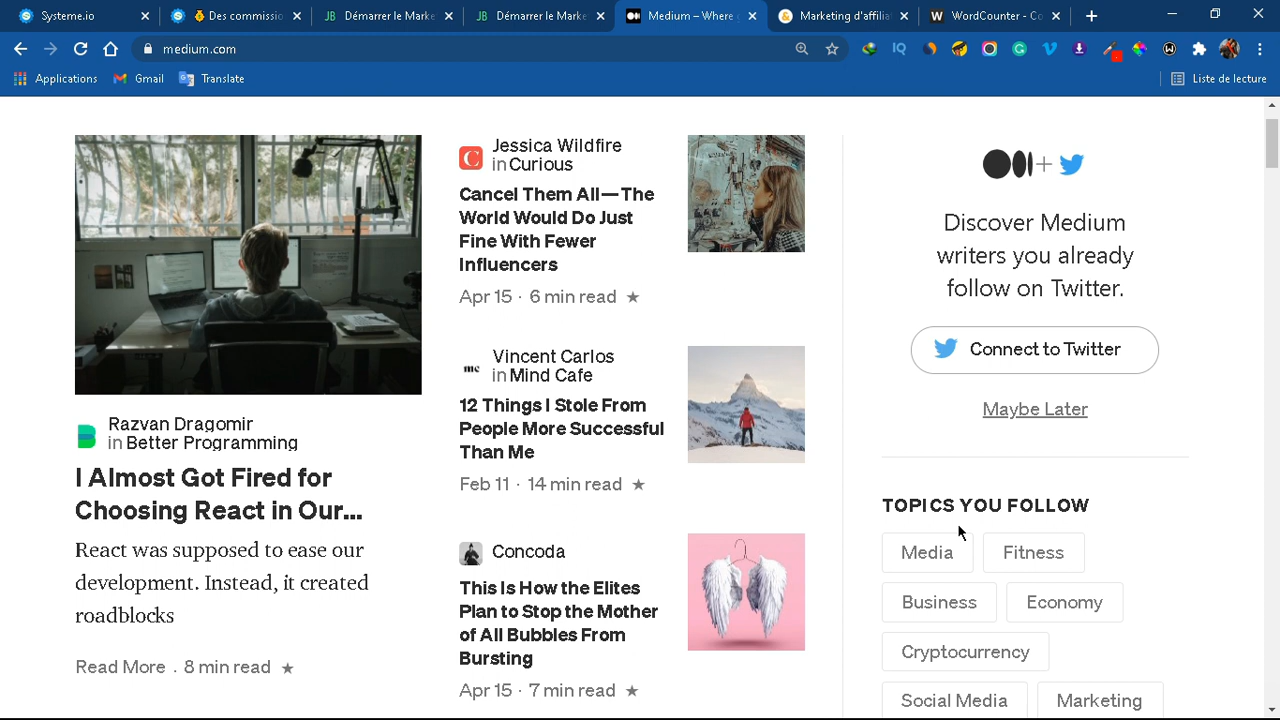 Systeme.io
Des commissio
Démarrer le Marke
Démarrer le Marke
Medium – Where
Marketing d'affilia
WordCounter - Co
medium.com
Applications
Gmail
Translate
Liste de lecture
Jessica Wildfire
in Curious
Cancel Them All — The
World Would Do Just
Fine With Fewer
Influencers
Apr 15 · 6 min read ★
Vincent Carlos
in Mind Cafe
12 Things I Stole From
People More Successful
Than Me
Feb 11 · 14 min read ★
Concoda
This Is How the Elites
Plan to Stop the Mother
of All Bubbles From
Bursting
Apr 15 · 7 min read ★
Razvan Dragomir
in Better Programming
I Almost Got Fired for
Choosing React in Our...
React was supposed to ease our
development. Instead, it created
roadblocks
Read More . 8 min read ★
Discover Medium
writers you already
follow on Twitter.
Connect to Twitter
Maybe Later
TOPICS YOU FOLLOW
Media
Fitness
Business
Economy
Cryptocurrency
Social Media
Marketing